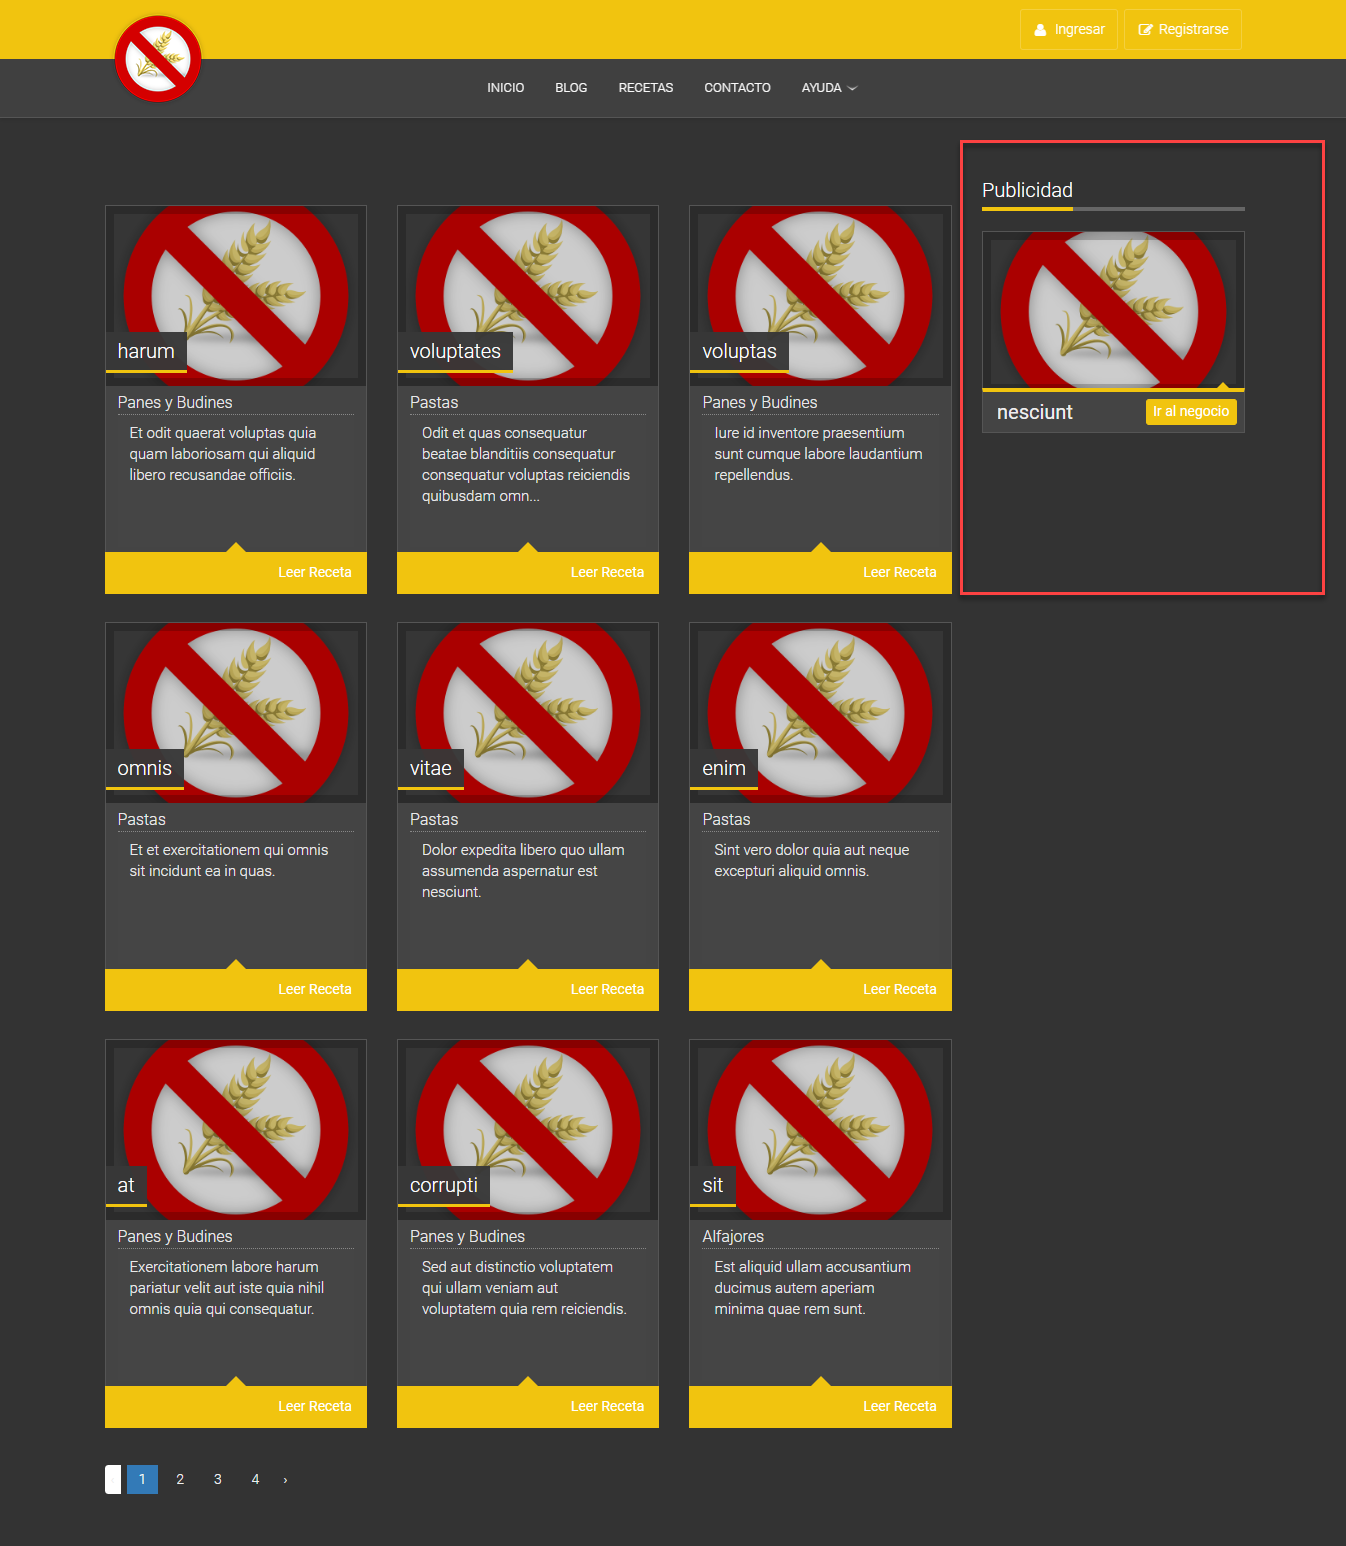 Ingresar
Registrarse
INICIO
BLOG
RECETAS
CONTACTO
AYUDA
harum
Panes y Budines
Et odit quaerat voluptas quia
quam laboriosam qui aliquid
libero recusandae officiis.
Leer Receta
voluptates
Pastas
Odit et quas consequatur
beatae blanditiis consequatur
consequatur voluptas reiciendis
quibusdam omn...
Leer Receta
voluptas
Panes y Budines
Iure id inventore praesentium
sunt cumque labore laudantium
repellendus.
Leer Receta
Publicidad
nesciunt
Ir al negocio
omnis
Pastas
Et et exercitationem qui omnis
sit incidunt ea in quas.
Leer Receta
vitae
Pastas
Dolor expedita libero quo ullam
assumenda aspernatur est
nesciunt.
Leer Receta
enim
Pastas
Sint vero dolor quia aut neque
excepturi aliquid omnis.
Leer Receta
at
Panes y Budines
Exercitationem labore harum
pariatur velit aut iste quia nihil
omnis quia qui consequatur.
Leer Receta
corrupti
Panes y Budines
Sed aut distinctio voluptatem
qui ullam veniam aut
voluptatem quia rem reiciendis.
Leer Receta
sit
Alfajores
Est aliquid ullam accusantium
ducimus autem aperiam
minima quae rem sunt.
Leer Receta
1 2 3 4 ›